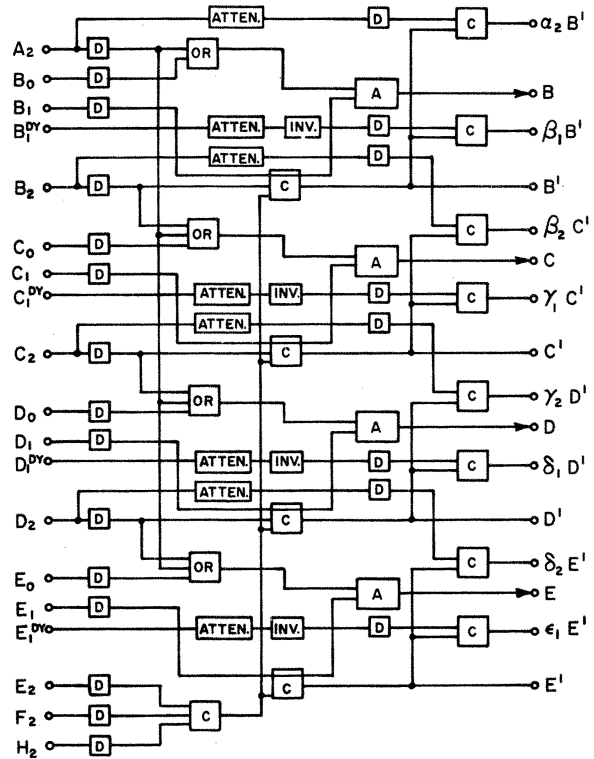 ATTEN. D C α₂ B'
A₂ D OR
B₀ D
B₁ D A B
B₁ᴰʸ ATTEN. INV. D C β₁ B'
ATTEN. D
B₂ D C B'
C β₂ C'
OR
C₀ D A C
C₁ D
C₁ᴰʸ ATTEN. INV. D C γ₁ C'
ATTEN. D
C₂ D C C'
OR C γ₂ D'
D₀ D
A D
D₁ D
D₁ᴰʸ ATTEN. INV. D C δ₁ D'
ATTEN. D
D₂ D C D'
C δ₂ E'
OR
E₀ D A E
E₁ D
E₁ᴰʸ ATTEN. INV. D C ϵ₁ E'
E₂ D C E'
F₂ D C
H₂ D